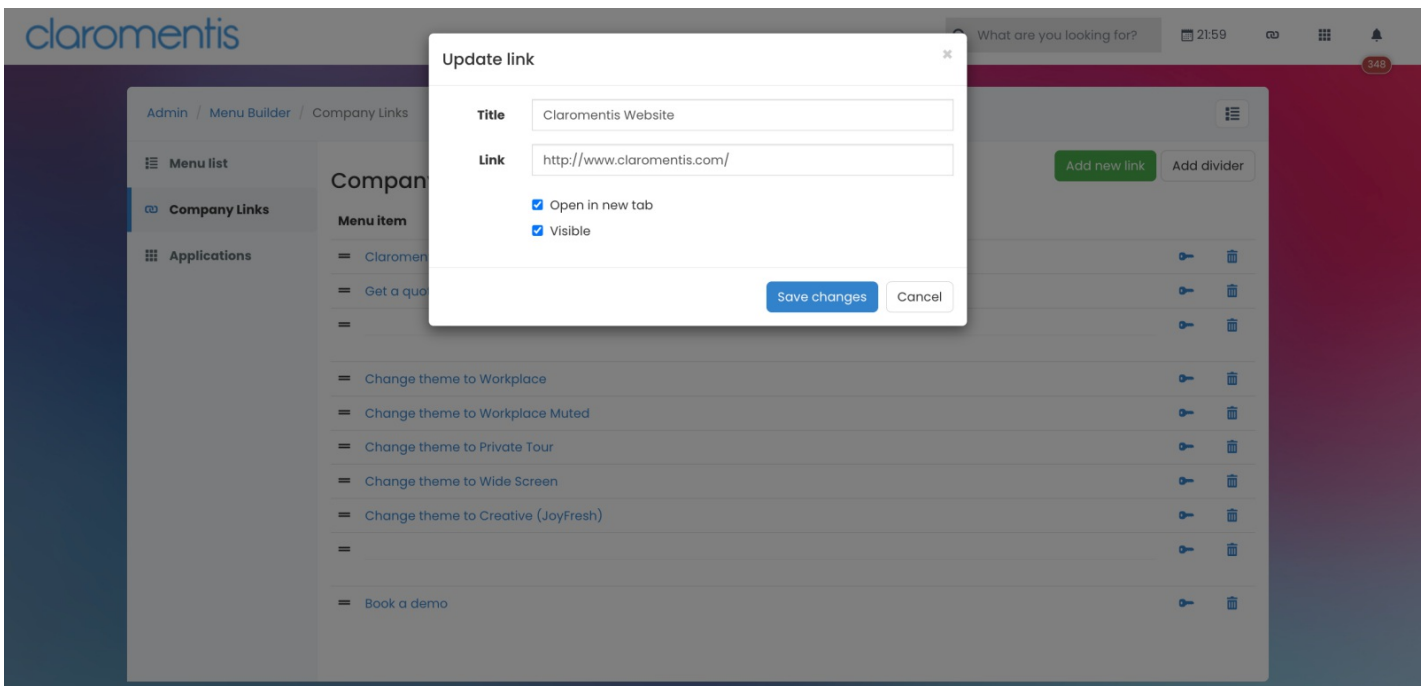 claromentis
What are you looking for?
21:59
348
Update link
×
Title
Claromentis Website
Link
http://www.claromentis.com/
Open in new tab
Visible
Save changes
Cancel
Admin / Menu Builder / Company Links
Menu list
Company Links
Applications
Compan
Add new link
Add divider
Menu item
Claromen
Get a quo
Change theme to Workplace
Change theme to Workplace Muted
Change theme to Private Tour
Change theme to Wide Screen
Change theme to Creative (JoyFresh)
Book a demo